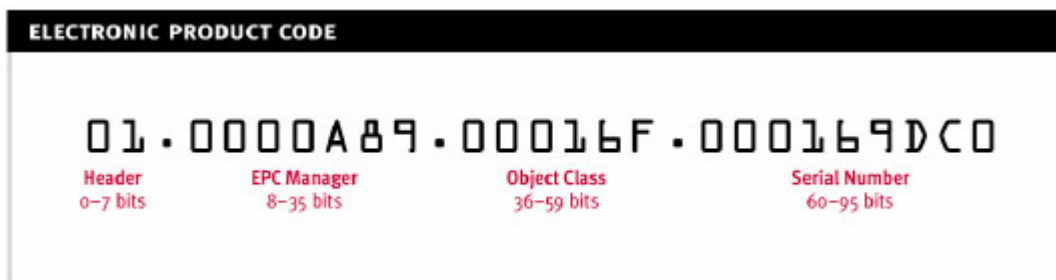 ELECTRONIC PRODUCT CODE
01.0000A89.00016F.000169DC0
Header EPC Manager Object Class Serial Number
0–7 bits 8–35 bits 36–59 bits 60–95 bits